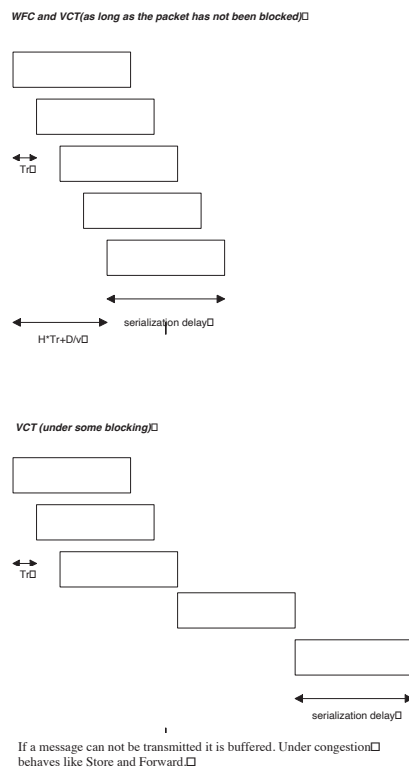 WFC and VCT(as long as the packet has not been blocked)□
Tr□
serialization delay□
H*Tr+D/v□
VCT (under some blocking)□
Tr□
serialization delay□
If a message can not be transmitted it is buffered. Under congestion□
behaves like Store and Forward.□